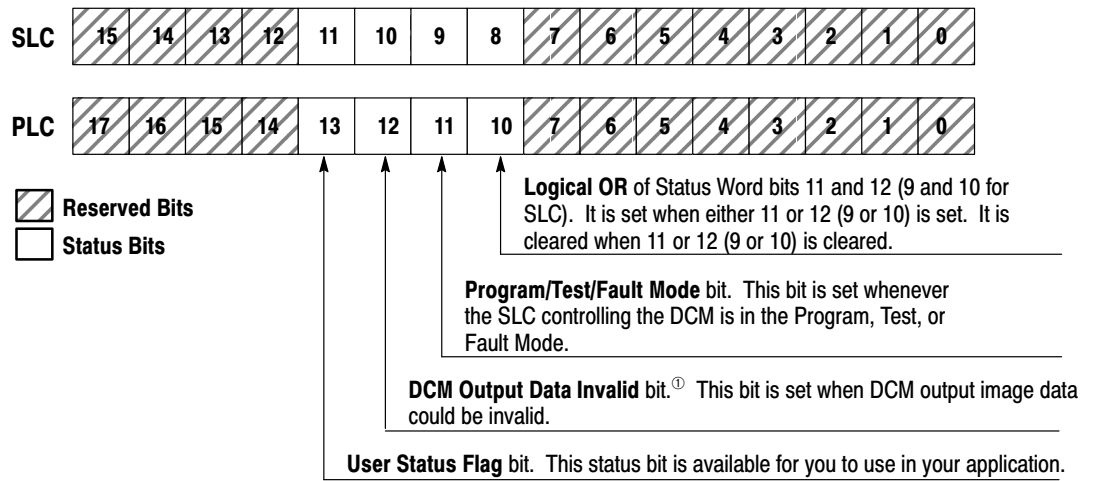 SLC 15 14 13 12 11 10 9 8 7 6 5 4 3 2 1 0
PLC 17 16 15 14 13 12 11 10 7 6 5 4 3 2 1 0
Reserved Bits
Status Bits
Logical OR of Status Word bits 11 and 12 (9 and 10 for
SLC). It is set when either 11 or 12 (9 or 10) is set. It is
cleared when 11 or 12 (9 or 10) is cleared.
Program/Test/Fault Mode bit. This bit is set whenever
the SLC controlling the DCM is in the Program, Test, or
Fault Mode.
DCM Output Data Invalid bit.① This bit is set when DCM output image data
could be invalid.
User Status Flag bit. This status bit is available for you to use in your application.